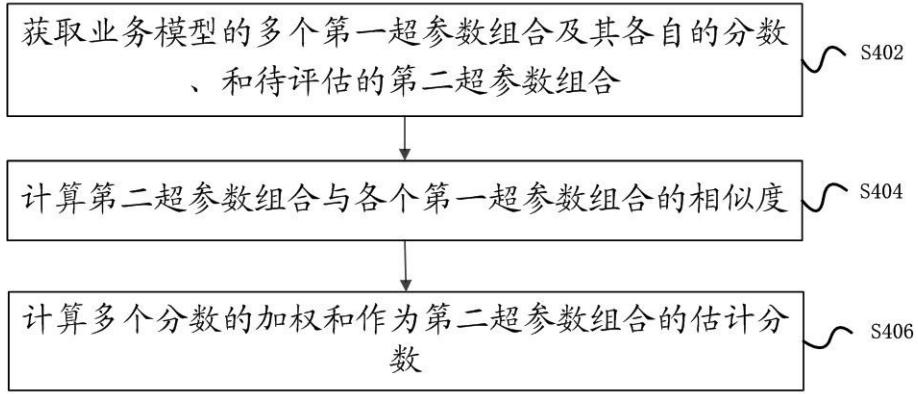 获取业务模型的多个第一超参数组合及其各自的分数
、和待评估的第二超参数组合
S402
计算第二超参数组合与各个第一超参数组合的相似度
S404
计算多个分数的加权和作为第二超参数组合的估计分
数
S406